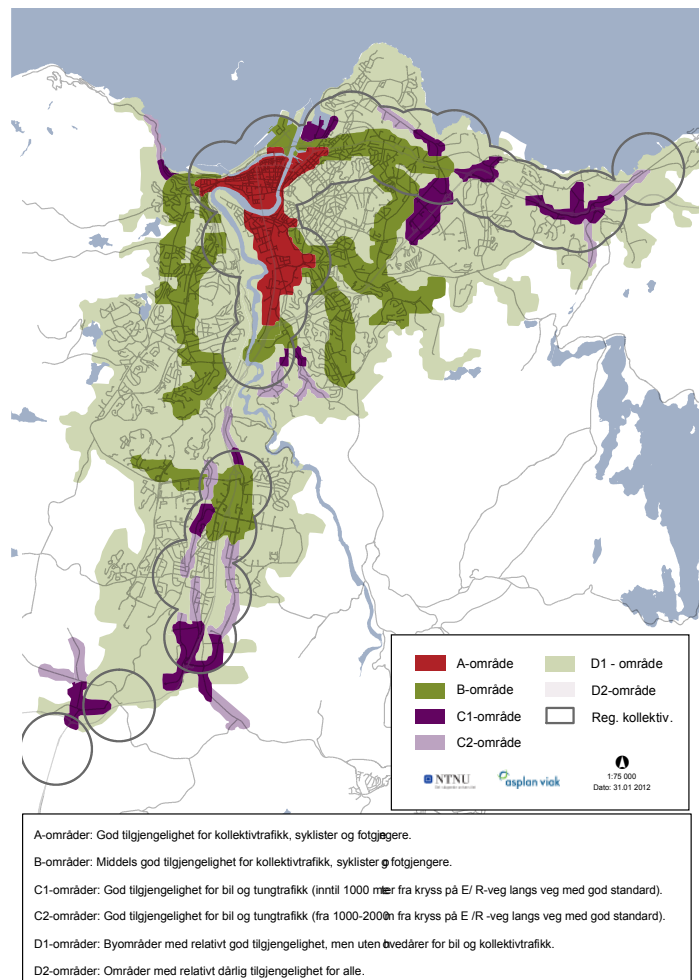 A-område
B-område
C1-område
C2-område
D1 - område
D2-område
Reg. kollektiv.
NTNU
asplan viak
1:75 000
Dato: 31.01 2012
A-områder: God tilgjengelighet for kollektivtrafikk, syklister og fotgjengere.
B-områder: Middels god tilgjengelighet for kollektivtrafikk, syklister og fotgjengere.
C1-områder: God tilgjengelighet for bil og tungtrafikk (inntil 1000 meter fra kryss på E/ R-veg langs veg med god standard).
C2-områder: God tilgjengelighet for bil og tungtrafikk (fra 1000-2000m fra kryss på E /R -veg langs veg med god standard).
D1-områder: Byområder med relativt god tilgjengelighet, men uten hovedårer for bil og kollektivtrafikk.
D2-områder: Områder med relativt dårlig tilgjengelighet for alle.